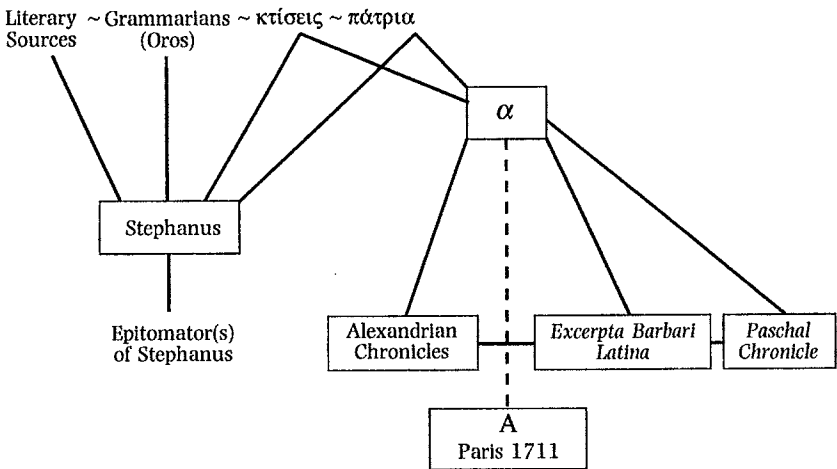 Literary ~ Grammarians ~ κτίσεις ~ πάτρια
Sources (Oros)
α
Stephanus
Epitomator(s)
of Stephanus
Alexandrian
Chronicles
Excerpta Barbari
Latina
Paschal
Chronicle
A
Paris 1711